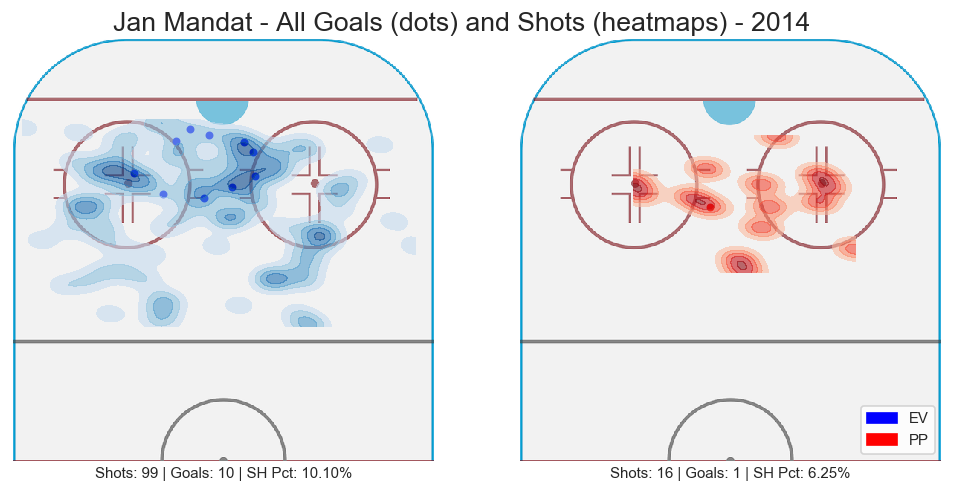 Jan Mandat - All Goals (dots) and Shots (heatmaps) - 2014
EV
PP
Shots: 99 | Goals: 10 | SH Pct: 10.10%
Shots: 16 | Goals: 1 | SH Pct: 6.25%